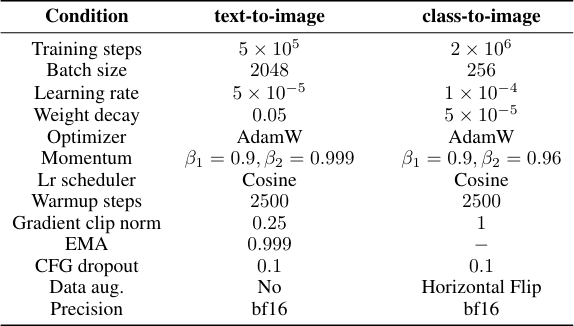 Condition text-to-image class-to-image
Training steps 5 × 10⁵ 2 × 10⁶
Batch size 2048 256
Learning rate 5 × 10⁻⁵ 1 × 10⁻⁴
Weight decay 0.05 5 × 10⁻⁵
Optimizer AdamW AdamW
Momentum β₁ = 0.9, β₂ = 0.999 β₁ = 0.9, β₂ = 0.96
Lr scheduler Cosine Cosine
Warmup steps 2500 2500
Gradient clip norm 0.25 1
EMA 0.999 −
CFG dropout 0.1 0.1
Data aug. No Horizontal Flip
Precision bf16 bf16